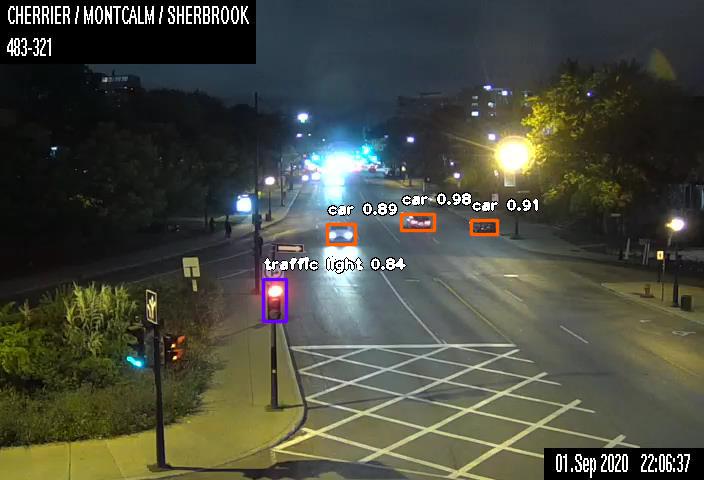 CHERRIER / MONTCALM / SHERBROOK
483-321
car 0.89
car 0.98
car 0.91
traffic light 0.84
01.Sep 2020 22:06:37